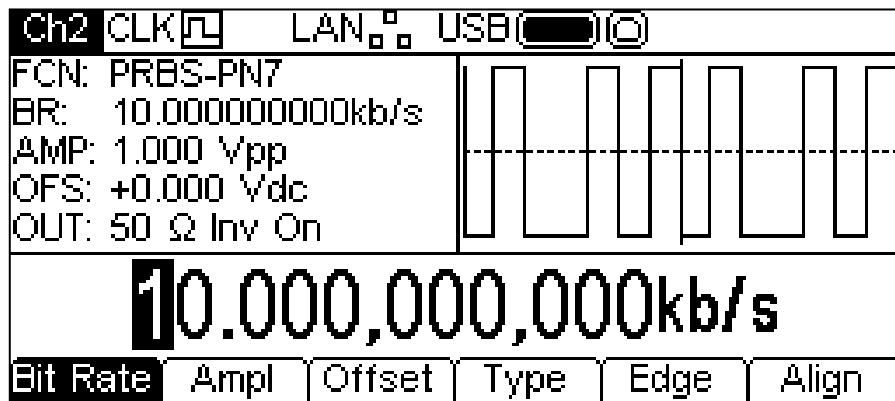 Ch2 CLK LAN USB
FCN: PRBS-PN7
BR: 10.000000000kb/s
AMP: 1.000 Vpp
OFS: +0.000 Vdc
OUT: 50 Ω Inv On
10.000,000,000kb/s
Bit Rate Ampl Offset Type Edge Align